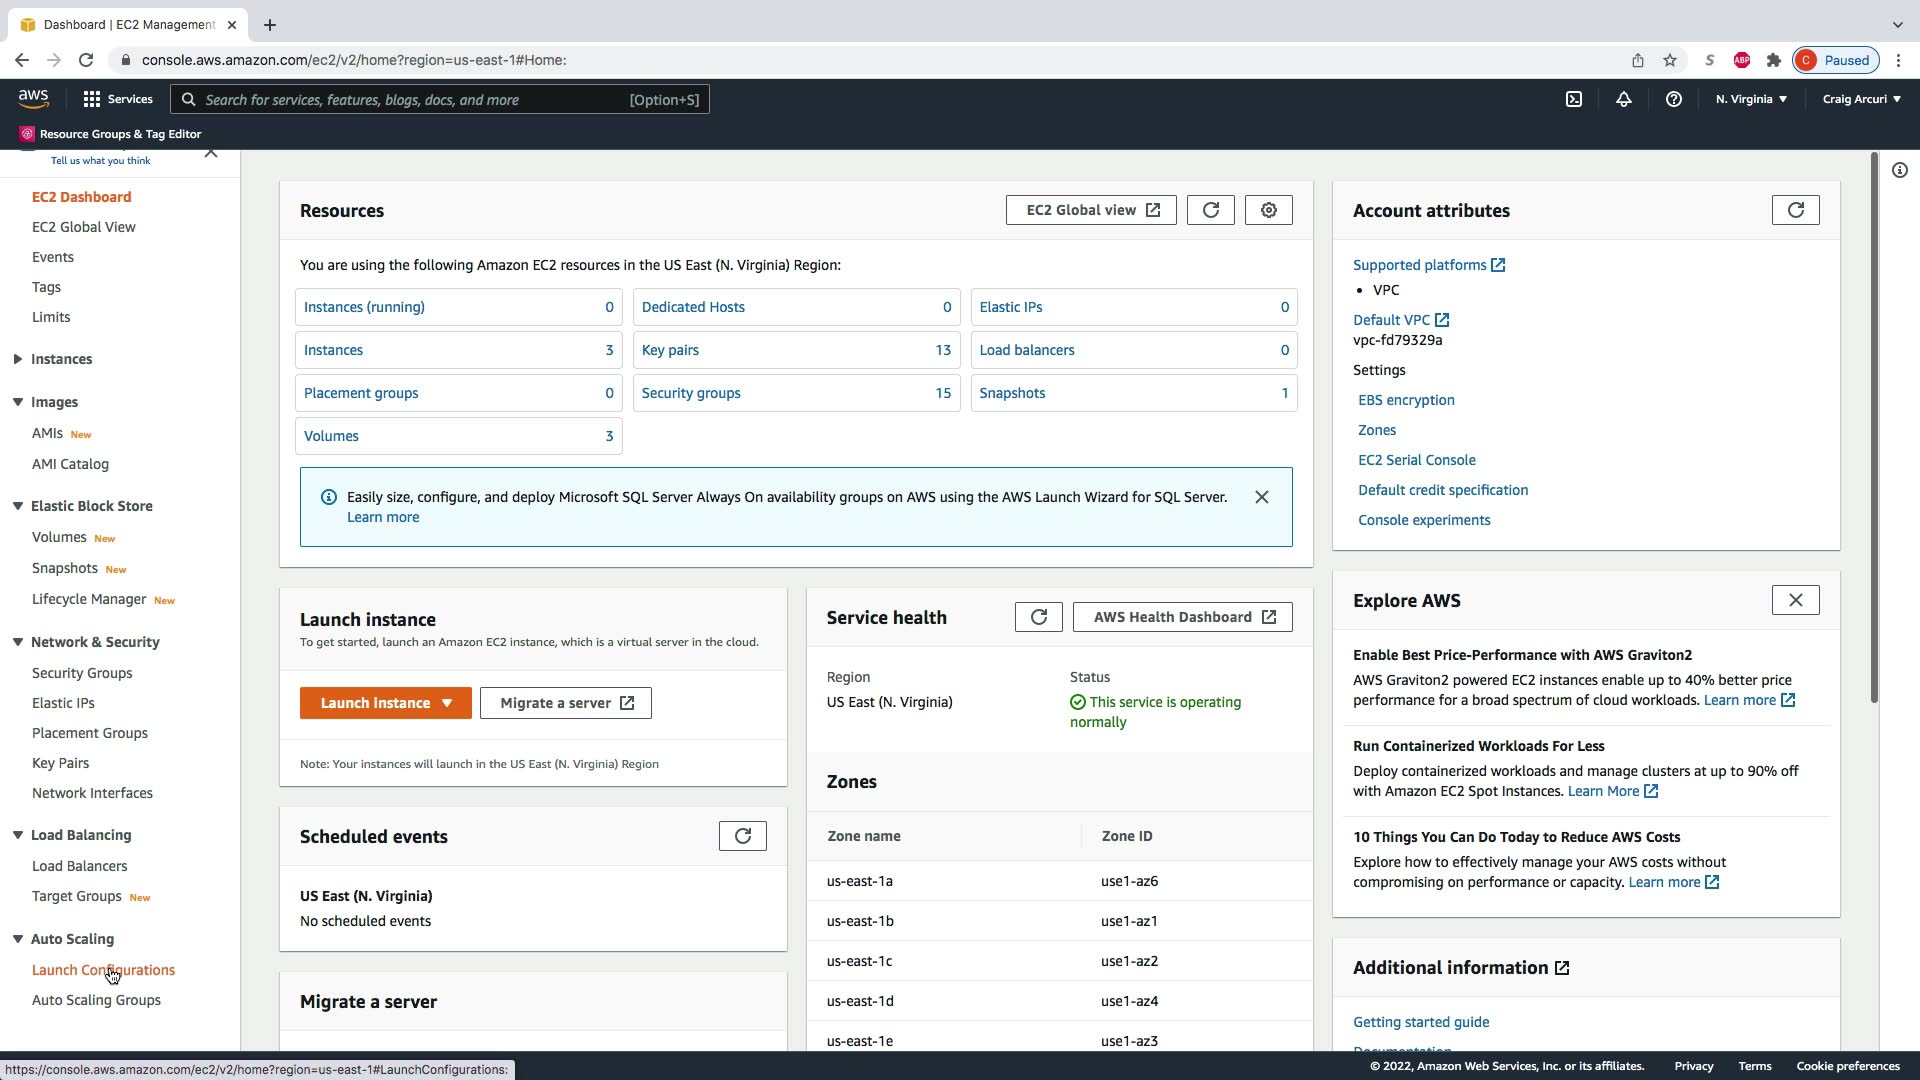 Dashboard | EC2 Management
console.aws.amazon.com/ec2/v2/home?region=us-east-1#Home:
S
ABP
C
Paused
aws
Services
Search for services, features, blogs, docs, and more
[Option+S]
N. Virginia
Craig Arcuri
Resource Groups & Tag Editor
Tell us what you think
EC2 Dashboard
EC2 Global View
Events
Tags
Limits
Instances
Images
AMIs New
AMI Catalog
Elastic Block Store
Volumes New
Snapshots New
Lifecycle Manager New
Network & Security
Security Groups
Elastic IPs
Placement Groups
Key Pairs
Network Interfaces
Load Balancing
Load Balancers
Target Groups New
Auto Scaling
Launch Configurations
Auto Scaling Groups
Resources
EC2 Global view
You are using the following Amazon EC2 resources in the US East (N. Virginia) Region:
Instances (running) 0
Dedicated Hosts 0
Elastic IPs 0
Instances 3
Key pairs 13
Load balancers 0
Placement groups 0
Security groups 15
Snapshots 1
Volumes 3
Easily size, configure, and deploy Microsoft SQL Server Always On availability groups on AWS using the AWS Launch Wizard for SQL Server.
Learn more
Launch instance
To get started, launch an Amazon EC2 instance, which is a virtual server in the cloud.
Launch instance
Migrate a server
Note: Your instances will launch in the US East (N. Virginia) Region
Scheduled events
US East (N. Virginia)
No scheduled events
Migrate a server
Service health
AWS Health Dashboard
Region
US East (N. Virginia)
Status
This service is operating
normally
Zones
Zone name Zone ID
us-east-1a use1-az6
us-east-1b use1-az1
us-east-1c use1-az2
us-east-1d use1-az4
us-east-1e use1-az3
Account attributes
Supported platforms
• VPC
Default VPC
vpc-fd79329a
Settings
EBS encryption
Zones
EC2 Serial Console
Default credit specification
Console experiments
Explore AWS
Enable Best Price-Performance with AWS Graviton2
AWS Graviton2 powered EC2 instances enable up to 40% better price
performance for a broad spectrum of cloud workloads. Learn more
Run Containerized Workloads For Less
Deploy containerized workloads and manage clusters at up to 90% off
with Amazon EC2 Spot Instances. Learn More
10 Things You Can Do Today to Reduce AWS Costs
Explore how to effectively manage your AWS costs without
compromising on performance or capacity. Learn more
Additional information
Getting started guide
Documentation
https://console.aws.amazon.com/ec2/v2/home?region=us-east-1#LaunchConfigurations:
© 2022, Amazon Web Services, Inc. or its affiliates.
Privacy
Terms
Cookie preferences